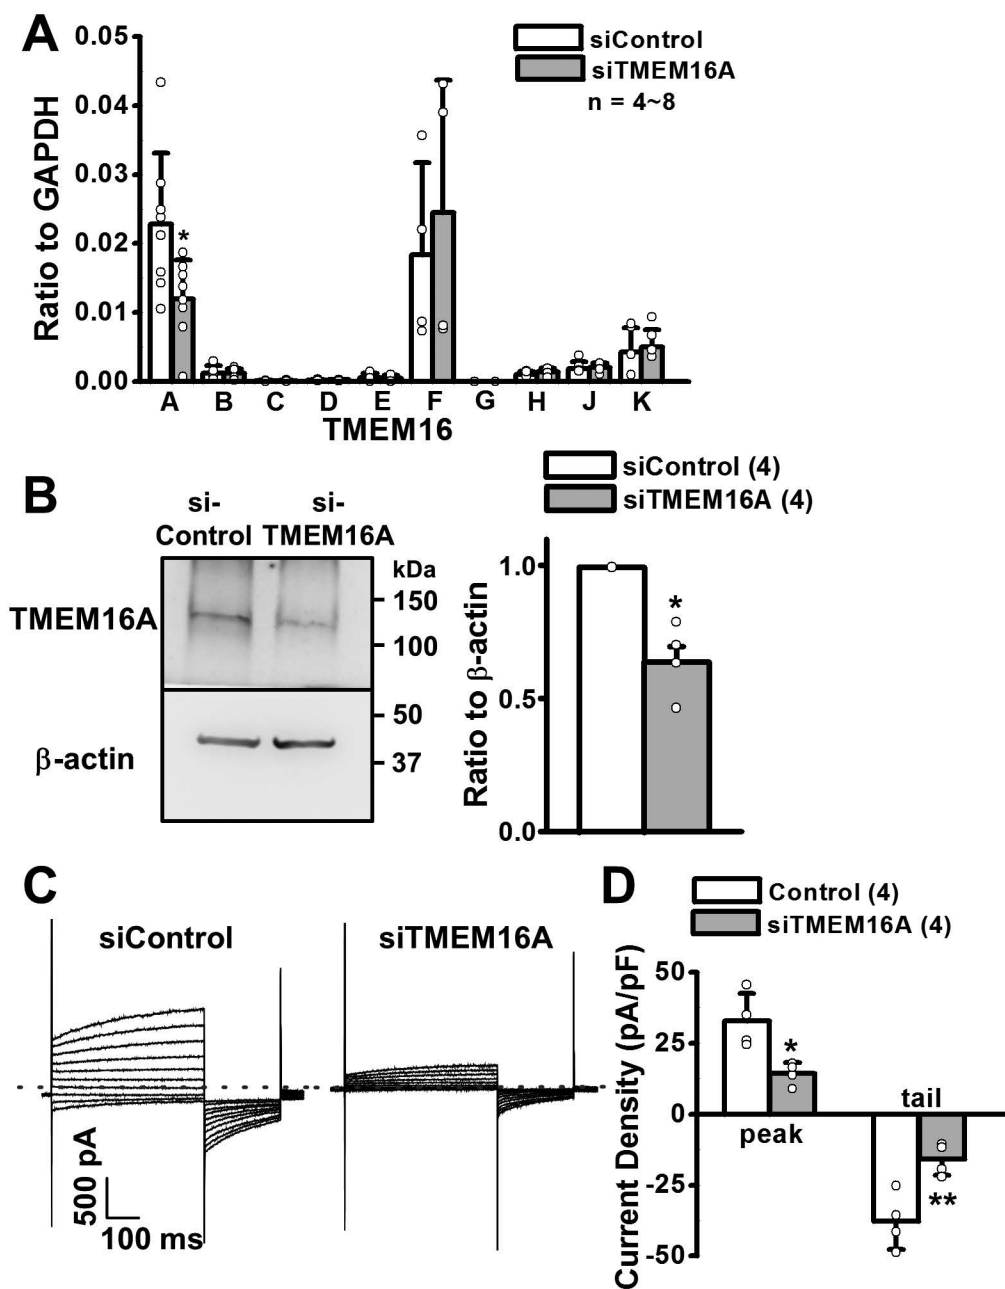 A
siControl
siTMEM16A
n = 4~8
Ratio to GAPDH
0.05
0.04
0.03
0.02
0.01
0.00
*
A B C D E F G H J K
TMEM16
B
si-
Control
si-
TMEM16A
kDa
TMEM16A
150
100
β-actin
50
37
siControl (4)
siTMEM16A (4)
Ratio to β-actin
1.0
0.5
0.0
*
C
siControl
siTMEM16A
500 pA
100 ms
D
Control (4)
siTMEM16A (4)
Current Density (pA/pF)
50
25
0
-25
-50
*
peak
tail
**